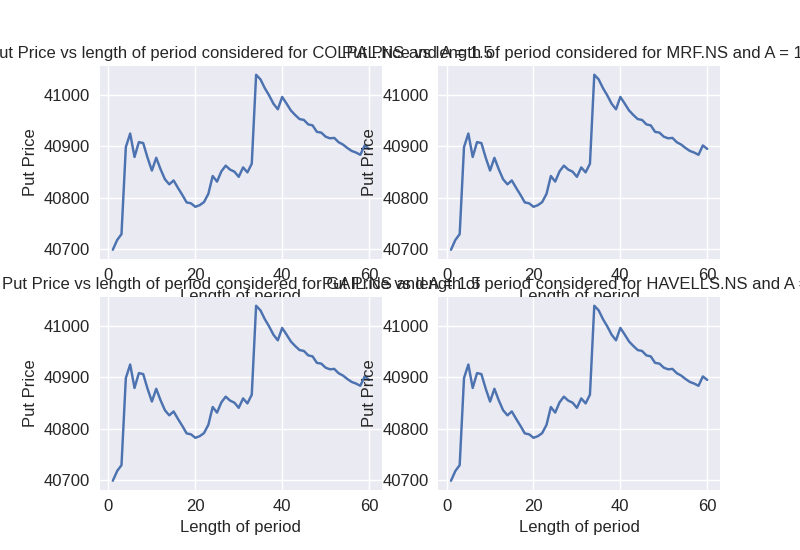 ut Price vs length of period considered for COLPAL.NS and A = 1.5
Put Price vs length of period considered for MRF.NS and A = 1
Put Price
41000
40900
40800
40700
0 20 40 60
Length of period
Put Price
41000
40900
40800
40700
0 20 40 60
Length of period
Put Price vs length of period considered for GAIL.NS and A = 1.5
Put Price vs length of period considered for HAVELLS.NS and A =
Put Price
41000
40900
40800
40700
0 20 40 60
Length of period
Put Price
41000
40900
40800
40700
0 20 40 60
Length of period